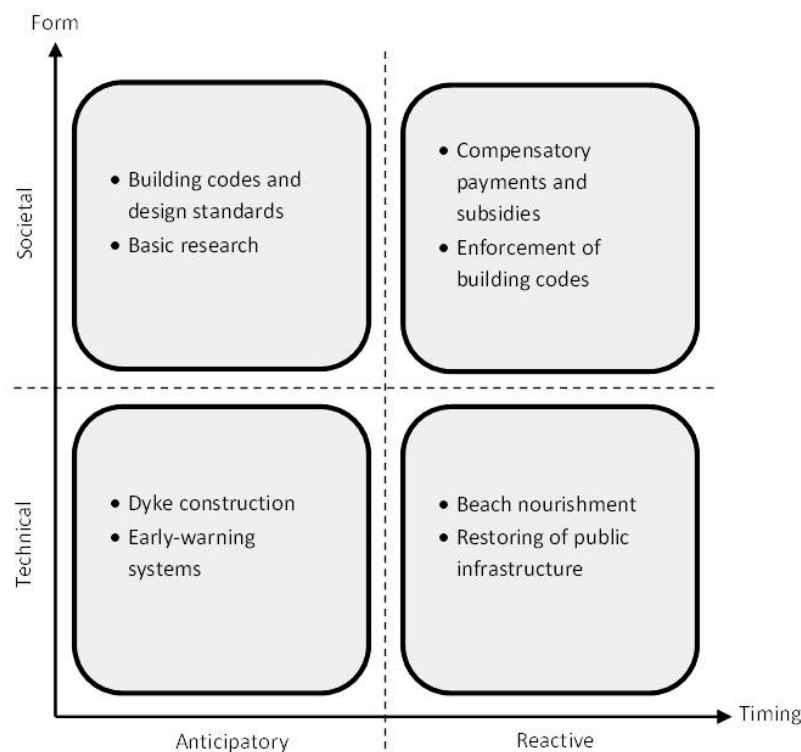 Form
Societal
• Building codes and
design standards
• Basic research
• Compensatory
payments and
subsidies
• Enforcement of
building codes
Technical
• Dyke construction
• Early-warning
systems
• Beach nourishment
• Restoring of public
infrastructure
Timing
Anticipatory
Reactive